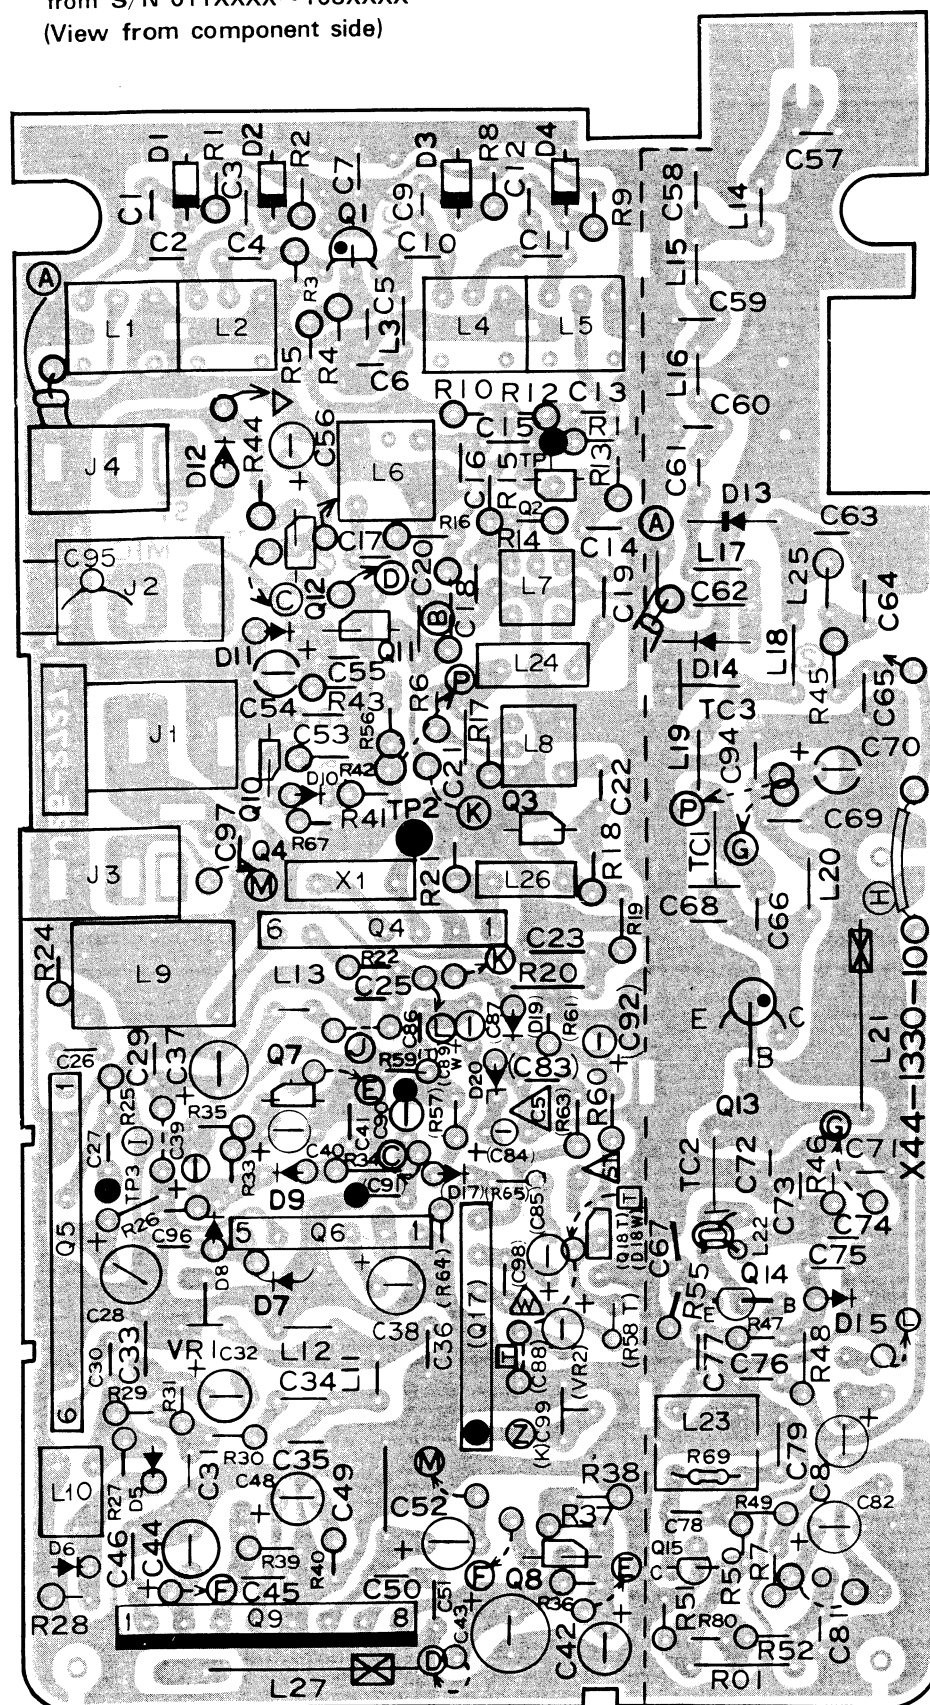 (View from component side)
D1
R1
D2
R2
C7
D3
R8
C12
D4
C57
C1
C3
Q1
C9
R9
C58
L14
C2
C4
C10
C11
L15
A
R3
C5
C59
L1
L2
L3
L4
L5
R5
R4
C6
L16
R10
R12
C13
C60
R44
C56
C15
R11
TP
D12
J4
L6
C16
R15
R13
C61
Q2
D13
R16
R14
A
C63
C17
C14
C95
J2
D
C20
L7
L17
L25
C
Q12
B
C18
C19
C62
C64
D11
Q11
L24
D14
L18
C55
R6
P
R45
C65
C54
R43
TC3
J1
C53
R56
R17
L8
L19
C94
C70
Q10
D10
R42
C21
C22
R41
TP2
K
Q3
P
C69
R67
C97
Q4
R18
TC1
G
J3
M
X1
R21
L26
L20
H
C68
C66
6
Q4
1
R19
R24
L9
R22
K
C23
L13
C25
R20
C86
L
C87
D19
(R61)
(C92)
E
C
L21
X44-1330-100
C26
C29
C37
J
R59
(C89)
W
D20
(C83)
B
1
Q7
E
C90
(R57)
C5
(R63)
R60
Q13
R25
R35
C41
G
C27
C39
C40
R34
C
(C84)
S1
TC2
C72
R46
C71
TP3
R33
D9
(C91)
(D17)
(R65)
T
C73
R26
C96
5
Q6
1
(C85)
(Q18T)
(D18W)
C67
L22
C74
Q5
D8
D7
(R64)
(C98)
W
C75
R55
Q14
C28
C38
C36
(Q17)
E
B
R47
D15
L
C30
C33
VR1
C32
L12
(C88)
(VR2)
(R58 T)
C77
C76
R48
C34
L11
R29
R31
L23
6
Z
(K)C99
C79
R30
C35
M
R69
L10
R27
D5
C31
C48
C49
C52
R38
C82
R37
R49
C78
D6
C46
C44
R39
R40
Q15
C
R50
R7
F
C45
C50
F
Q8
E
R28
C51
R36
R51
1
Q9
8
C43
R80
C42
R52
C81
D
L27
R01